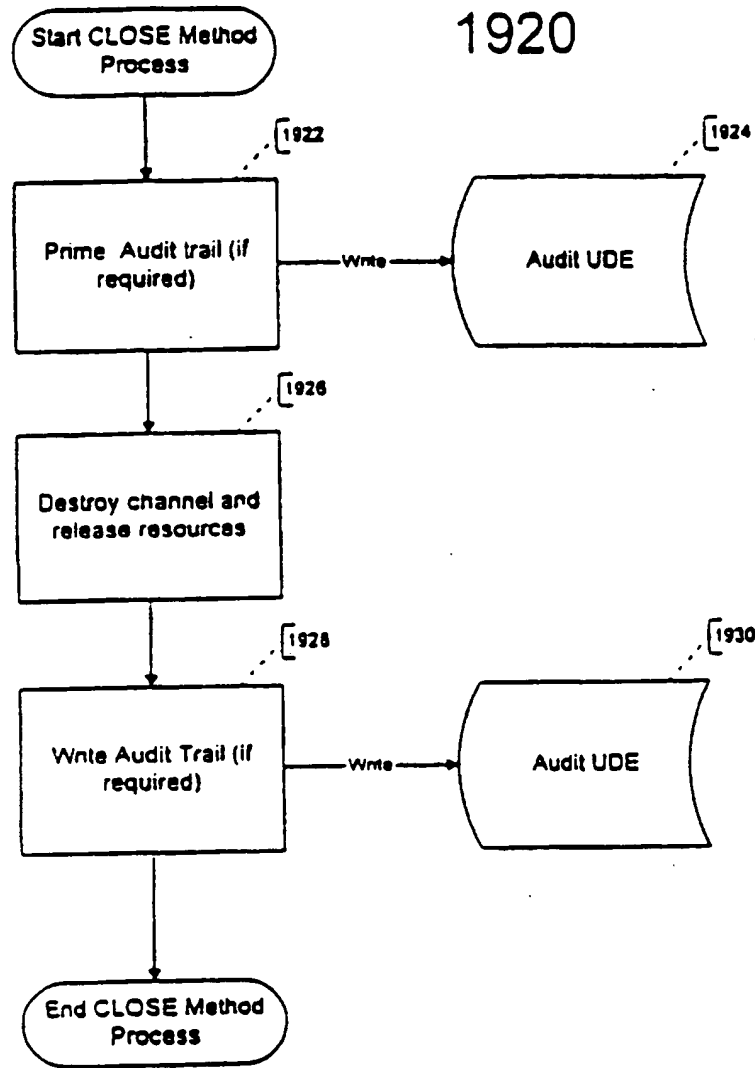 1920
Start CLOSE Method
Process
1922
Prime Audit trail (if
required)
Write
1924
Audit UDE
1926
Destroy channel and
release resources
1928
Write Audit Trail (if
required)
Write
1930
Audit UDE
End CLOSE Method
Process